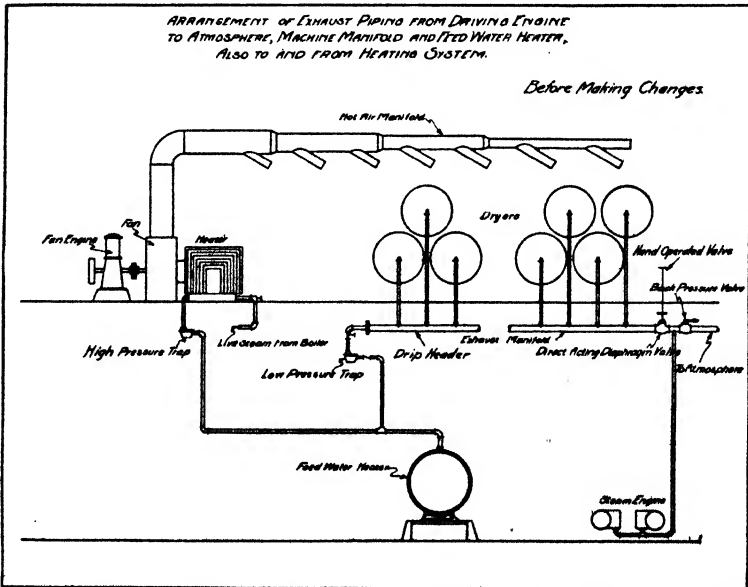 ARRANGEMENT OF EXHAUST PIPING FROM DRIVING ENGINE
TO ATMOSPHERE, MACHINE MANIFOLD AND FEED WATER HEATER,
ALSO TO AND FROM HEATING SYSTEM.
Before Making Changes.
Hot Air Manifold
Fan
Fan Engine
Heater
Dryers
Hand Operated Valve
Back Pressure Valve
High Pressure Trap
Live Steam from Boiler
Low Pressure Trap
Drip Header
Exhaust Manifold
Direct Acting Diaphragm Valve
To Atmosphere
Feed Water Heater
Steam Engine